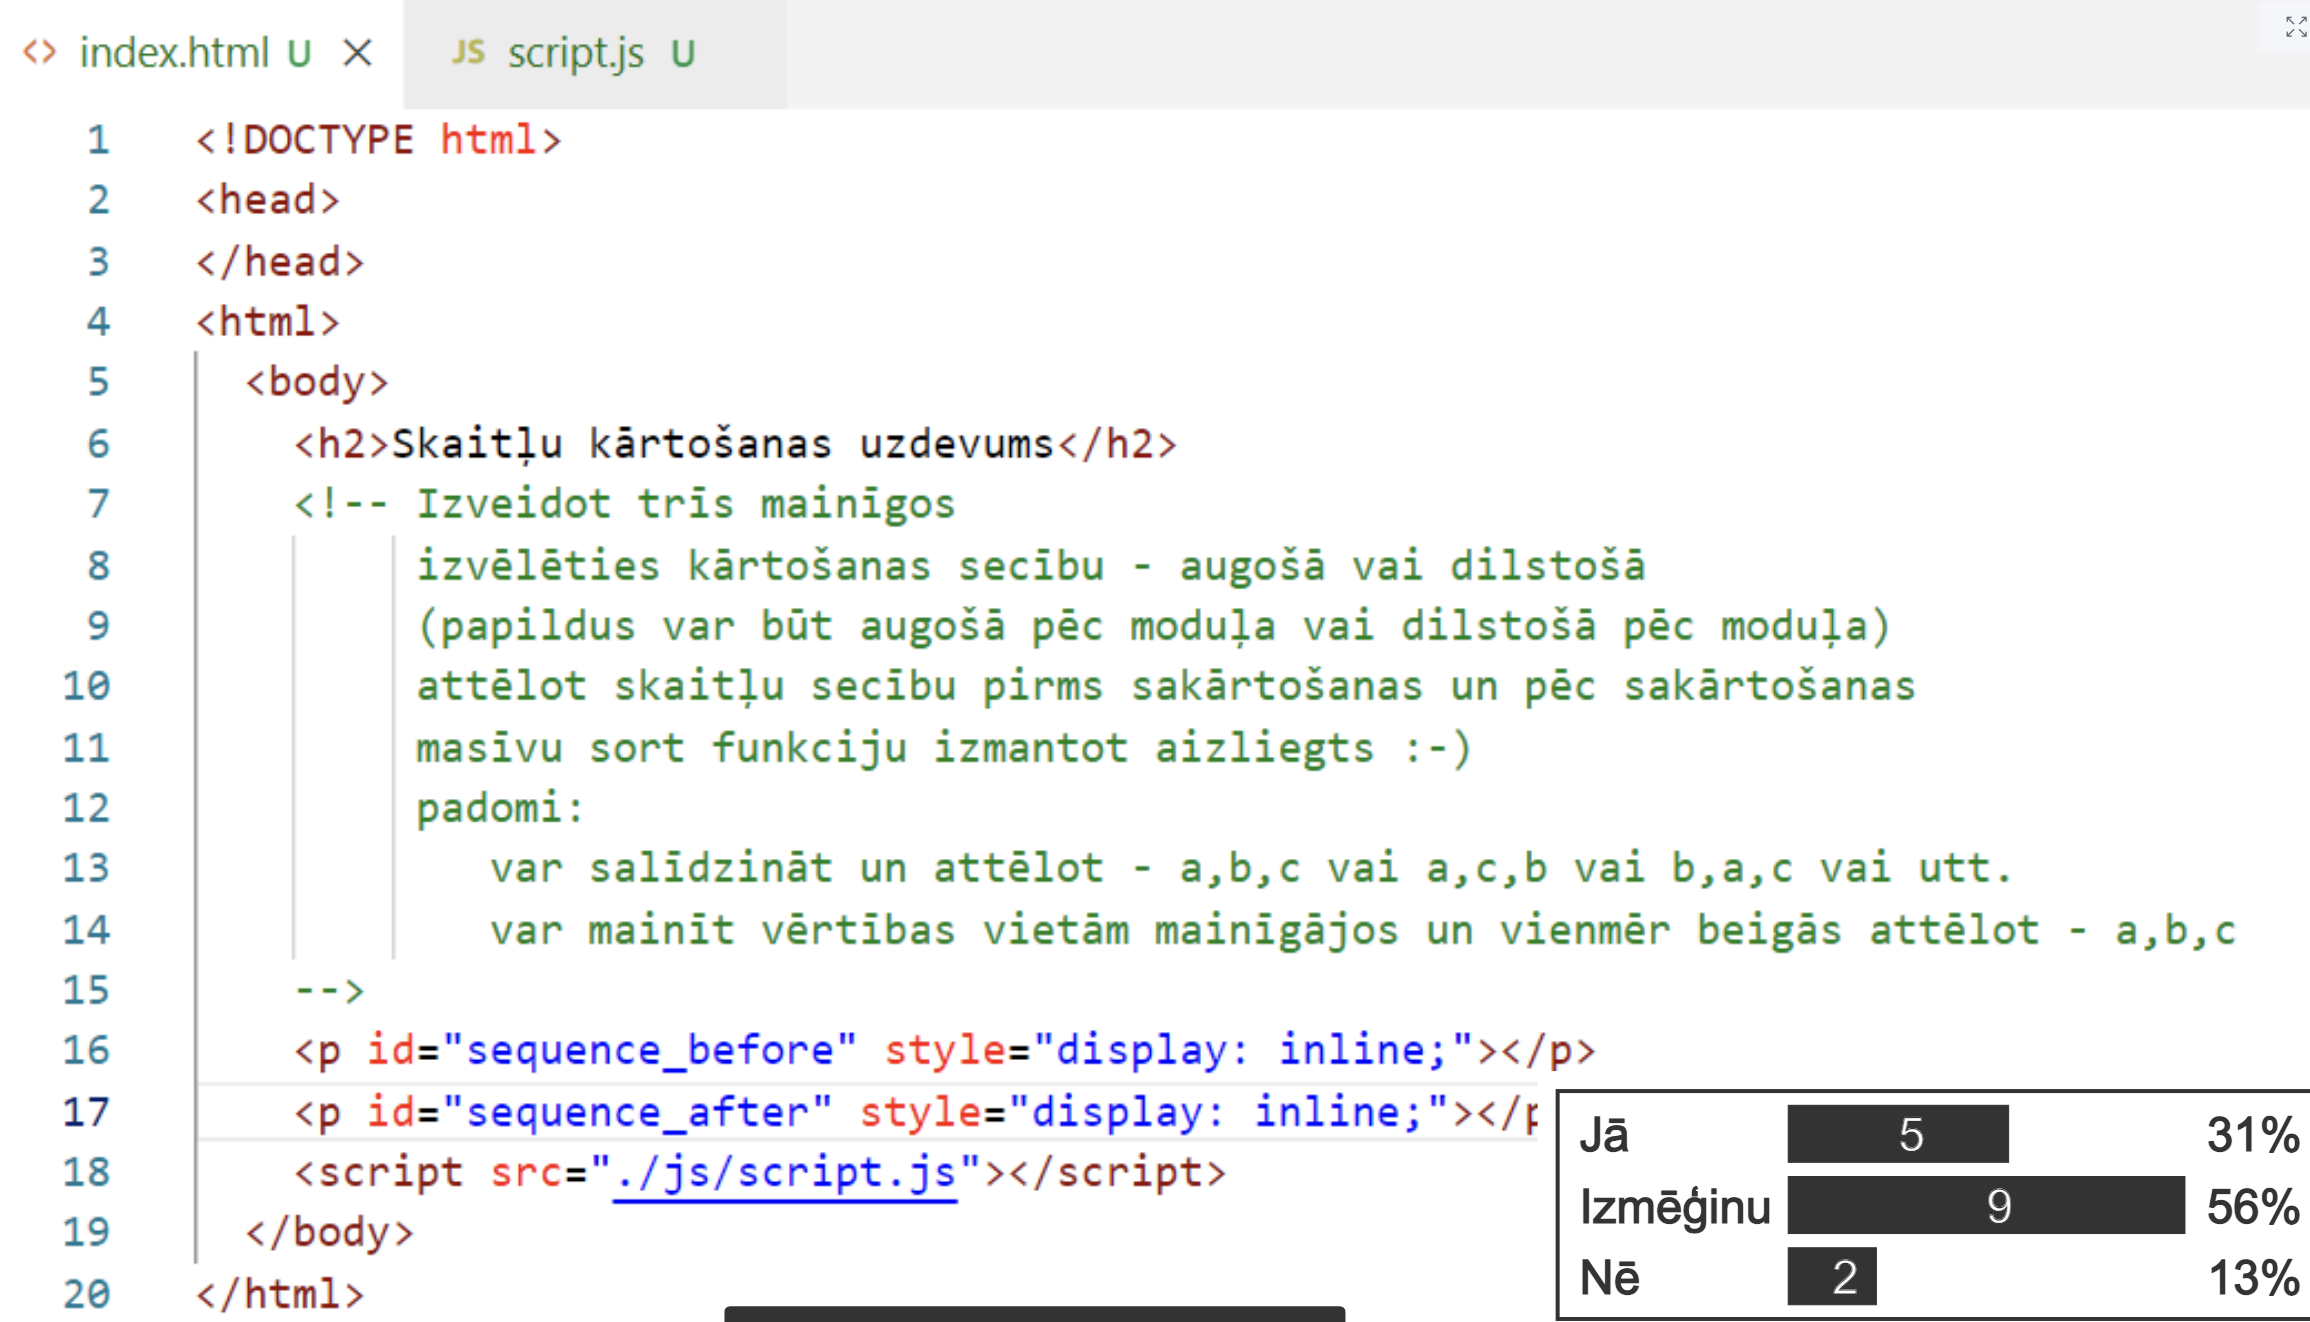 <> index.html U × JS script.js U
1 <!DOCTYPE html>
2 <head>
3 </head>
4 <html>
5 <body>
6 <h2>Skaitļu kārtošanas uzdevums</h2>
7 <!-- Izveidot trīs mainīgos
8 izvēlēties kārtošanas secību - augošā vai dilstošā
9 (papildus var būt augošā pēc moduļa vai dilstošā pēc moduļa)
10 attēlot skaitļu secību pirms sakārtošanas un pēc sakārtošanas
11 masīvu sort funkciju izmantot aizliegts :-)
12 padomi:
13 var salīdzināt un attēlot - a,b,c vai a,c,b vai b,a,c vai utt.
14 var mainīt vērtības vietām mainīgājos un vienmēr beigās attēlot - a,b,c
15 -->
16 <p id="sequence_before" style="display: inline;"></p>
17 <p id="sequence_after" style="display: inline;"></p
18 <script src="./js/script.js"></script>
19 </body>
20 </html>
Jā 5 31%
Izmēģinu 9 56%
Nē 2 13%